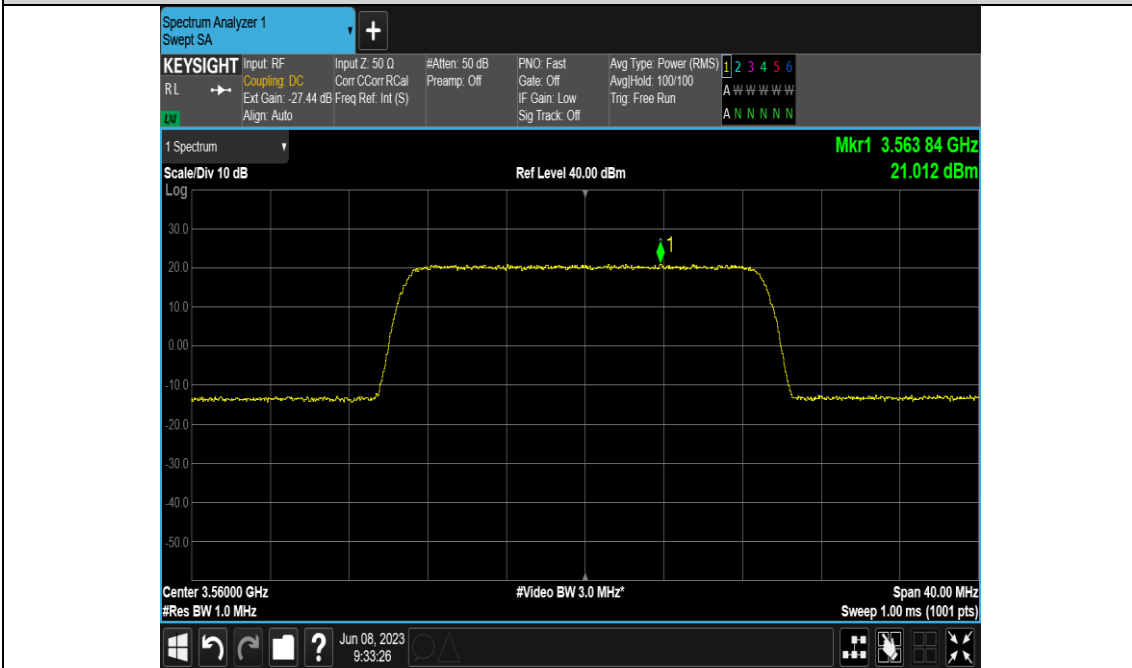 Spectrum Analyzer 1
Swept SA
+
KEYSIGHT
RL
LXI
Input: RF
Coupling: DC
Ext Gain: -27.44 dB
Align: Auto
Input Z: 50 Ω
Corr CCorr RCal
Freq Ref: Int (S)
#Atten: 50 dB
Preamp: Off
PNO: Fast
Gate: Off
IF Gain: Low
Sig Track: Off
Avg Type: Power (RMS)
Avg|Hold: 100/100
Trig: Free Run
1 2 3 4 5 6
A W W W W W
A N N N N N
1 Spectrum
Mkr1 3.563 84 GHz
Scale/Div 10 dB
Ref Level 40.00 dBm
21.012 dBm
Log
30.0
1
20.0
10.0
0.00
-10.0
-20.0
-30.0
-40.0
-50.0
Center 3.56000 GHz
#Video BW 3.0 MHz*
Span 40.00 MHz
#Res BW 1.0 MHz
Sweep 1.00 ms (1001 pts)
?
Jun 08, 2023
9:33:26